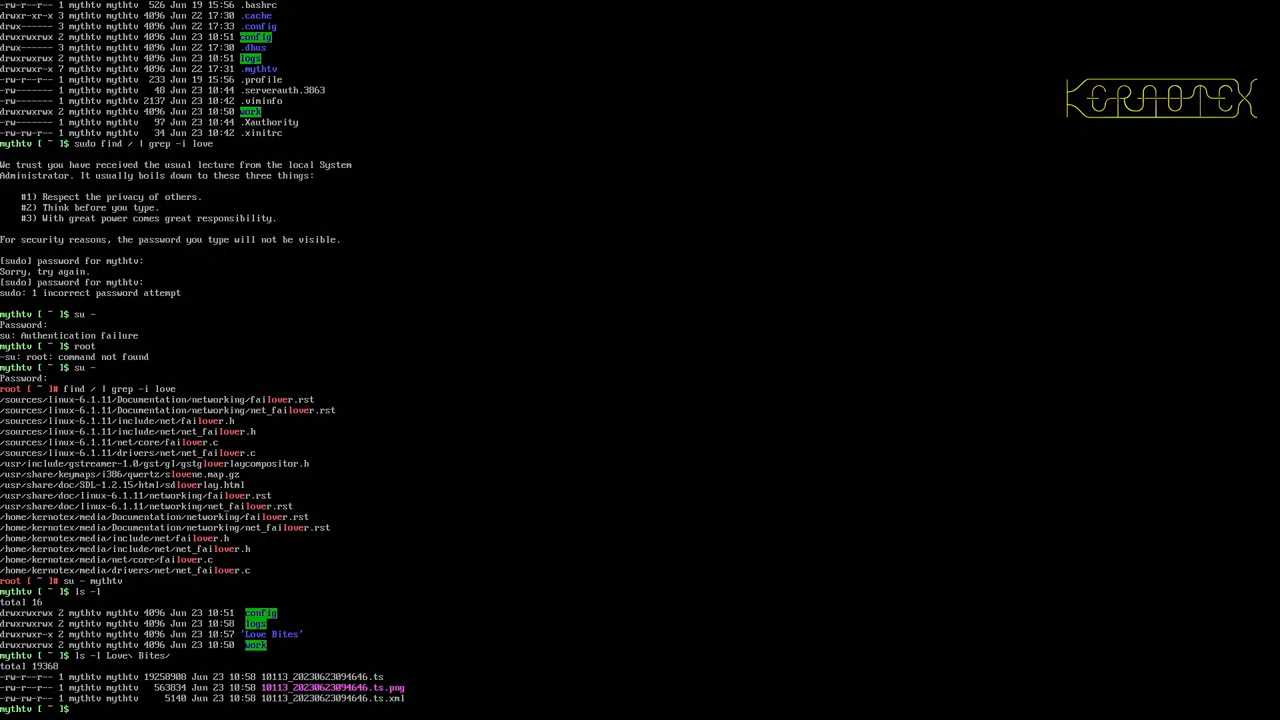 -rw-r--r-- 1 mythtv mythtv  526 Jun 19 15:56 .bashrc
drwxr-xr-x 3 mythtv mythtv 4096 Jun 22 17:30 .cache
drwx------ 3 mythtv mythtv 4096 Jun 22 17:33 .config
drwxrwxrwx 2 mythtv mythtv 4096 Jun 23 10:51 config
drwx------ 3 mythtv mythtv 4096 Jun 22 17:30 .dbus
drwxrwxrwx 2 mythtv mythtv 4096 Jun 23 10:51 logs
drwxrwxr-x 7 mythtv mythtv 4096 Jun 22 17:31 .mythtv
-rw-r--r-- 1 mythtv mythtv  233 Jun 19 15:56 .profile
-rw------- 1 mythtv mythtv   48 Jun 23 10:44 .serverauth.3863
-rw------- 1 mythtv mythtv 2137 Jun 23 10:42 .viminfo
drwxrwxrwx 2 mythtv mythtv 4096 Jun 23 10:50 work
-rw------- 1 mythtv mythtv   97 Jun 23 10:44 .Xauthority
-rw-rw-r-- 1 mythtv mythtv   34 Jun 23 10:42 .xinitrc
KERNOTEX
mythtv [ ~ ]$ sudo find / | grep -i love
We trust you have received the usual lecture from the local System
Administrator. It usually boils down to these three things:
#1) Respect the privacy of others.
#2) Think before you type.
#3) With great power comes great responsibility.
For security reasons, the password you type will not be visible.
[sudo] password for mythtv:
Sorry, try again.
[sudo] password for mythtv:
sudo: 1 incorrect password attempt
mythtv [ ~ ]$ su -
Password:
su: Authentication failure
mythtv [ ~ ]$ root
-su: root: command not found
mythtv [ ~ ]$ su -
Password:
root [ ~ ]# find / | grep -i love
/sources/linux-6.1.11/Documentation/networking/failover.rst
/sources/linux-6.1.11/Documentation/networking/net_failover.rst
/sources/linux-6.1.11/include/net/failover.h
/sources/linux-6.1.11/include/net/net_failover.h
/sources/linux-6.1.11/net/core/failover.c
/sources/linux-6.1.11/drivers/net/net_failover.c
/usr/include/gstreamer-1.0/gst/gl/gstgloverlaycompositor.h
/usr/share/keymaps/i386/qwertz/slovene.map.gz
/usr/share/doc/SDL-1.2.15/html/sdloverlay.html
/usr/share/doc/linux-6.1.11/networking/failover.rst
/usr/share/doc/linux-6.1.11/networking/net_failover.rst
/home/kernotex/media/Documentation/networking/failover.rst
/home/kernotex/media/Documentation/networking/net_failover.rst
/home/kernotex/media/include/net/failover.h
/home/kernotex/media/include/net/net_failover.h
/home/kernotex/media/net/core/failover.c
/home/kernotex/media/drivers/net/net_failover.c
root [ ~ ]# su - mythtv
mythtv [ ~ ]$ ls -l
total 16
drwxrwxrwx 2 mythtv mythtv 4096 Jun 23 10:51  config
drwxrwxrwx 2 mythtv mythtv 4096 Jun 23 10:58  logs
drwxrwxr-x 2 mythtv mythtv 4096 Jun 23 10:57 'Love Bites'
drwxrwxrwx 2 mythtv mythtv 4096 Jun 23 10:50  work
mythtv [ ~ ]$ ls -l Love\ Bites/
total 19368
-rw-r--r-- 1 mythtv mythtv 19258908 Jun 23 10:58 10113_20230623094646.ts
-rw-r--r-- 1 mythtv mythtv   563834 Jun 23 10:58 10113_20230623094646.ts.png
-rw-rw-r-- 1 mythtv mythtv     5140 Jun 23 10:58 10113_20230623094646.ts.xml
mythtv [ ~ ]$